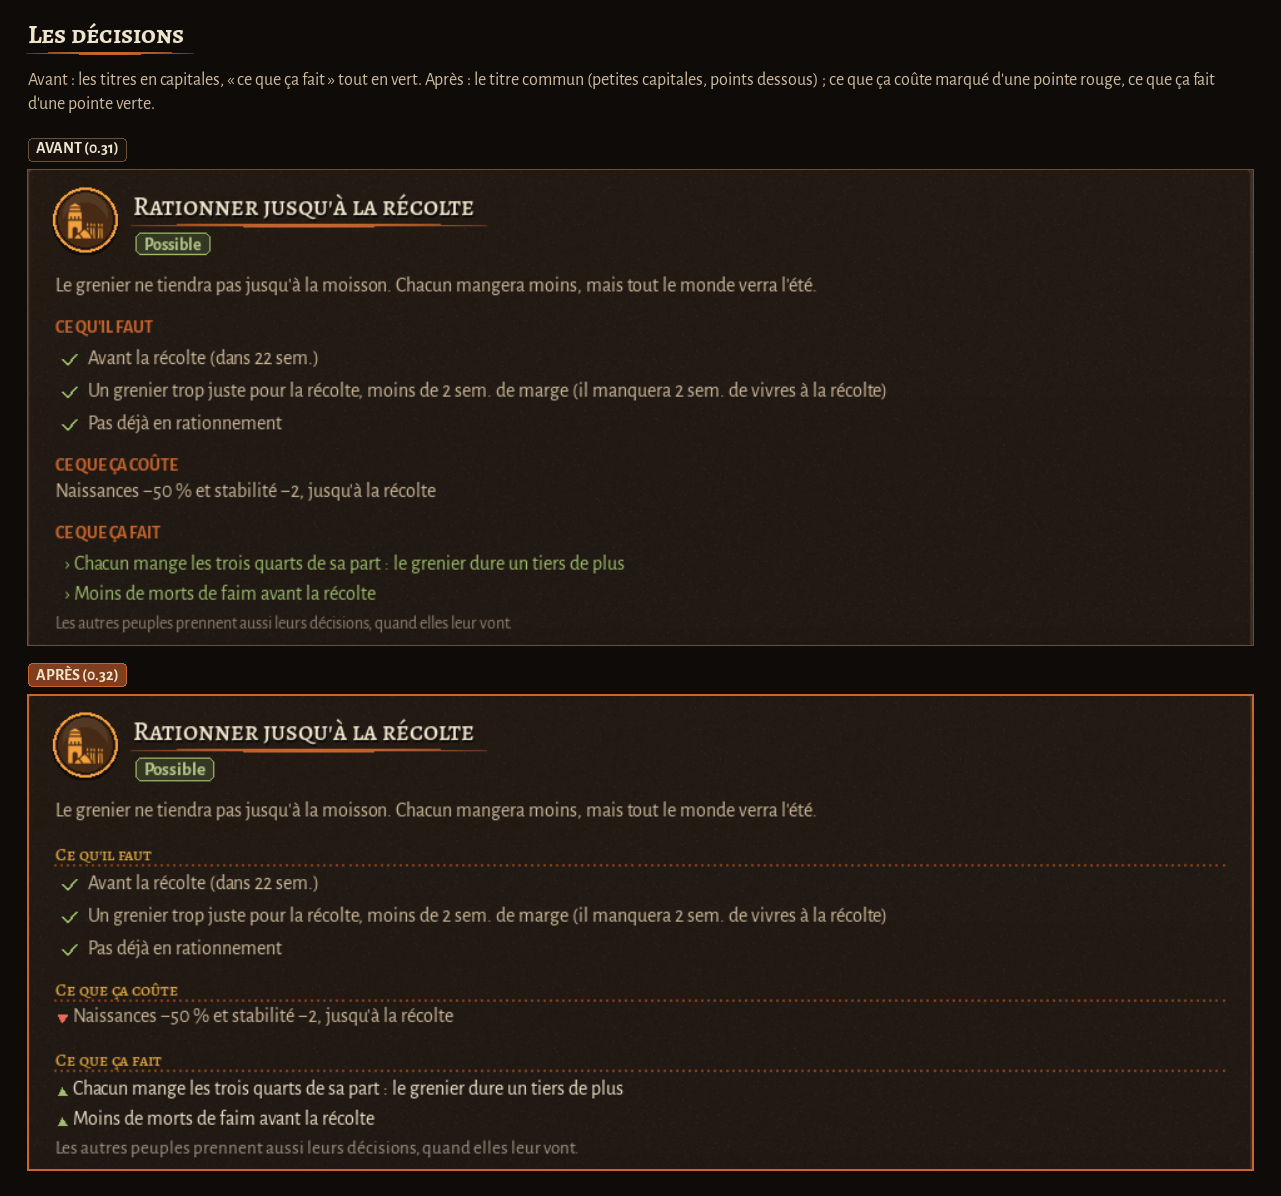 Les décisions
Avant : les titres en capitales, « ce que ça fait » tout en vert. Après : le titre commun (petites capitales, points dessous) ; ce que ça coûte marqué d'une pointe rouge, ce que ça fait
d'une pointe verte.
AVANT (0.31)
Rationner jusqu'à la récolte
Possible
Le grenier ne tiendra pas jusqu'à la moisson. Chacun mangera moins, mais tout le monde verra l'été.
CE QU'IL FAUT
Avant la récolte (dans 22 sem.)
Un grenier trop juste pour la récolte, moins de 2 sem. de marge (il manquera 2 sem. de vivres à la récolte)
Pas déjà en rationnement
CE QUE ÇA COÛTE
Naissances −50 % et stabilité −2, jusqu'à la récolte
CE QUE ÇA FAIT
› Chacun mange les trois quarts de sa part : le grenier dure un tiers de plus
› Moins de morts de faim avant la récolte
Les autres peuples prennent aussi leurs décisions, quand elles leur vont.
APRÈS (0.32)
Rationner jusqu'à la récolte
Possible
Le grenier ne tiendra pas jusqu'à la moisson. Chacun mangera moins, mais tout le monde verra l'été.
Ce qu'il faut
Avant la récolte (dans 22 sem.)
Un grenier trop juste pour la récolte, moins de 2 sem. de marge (il manquera 2 sem. de vivres à la récolte)
Pas déjà en rationnement
Ce que ça coûte
Naissances −50 % et stabilité −2, jusqu'à la récolte
Ce que ça fait
Chacun mange les trois quarts de sa part : le grenier dure un tiers de plus
Moins de morts de faim avant la récolte
Les autres peuples prennent aussi leurs décisions, quand elles leur vont.